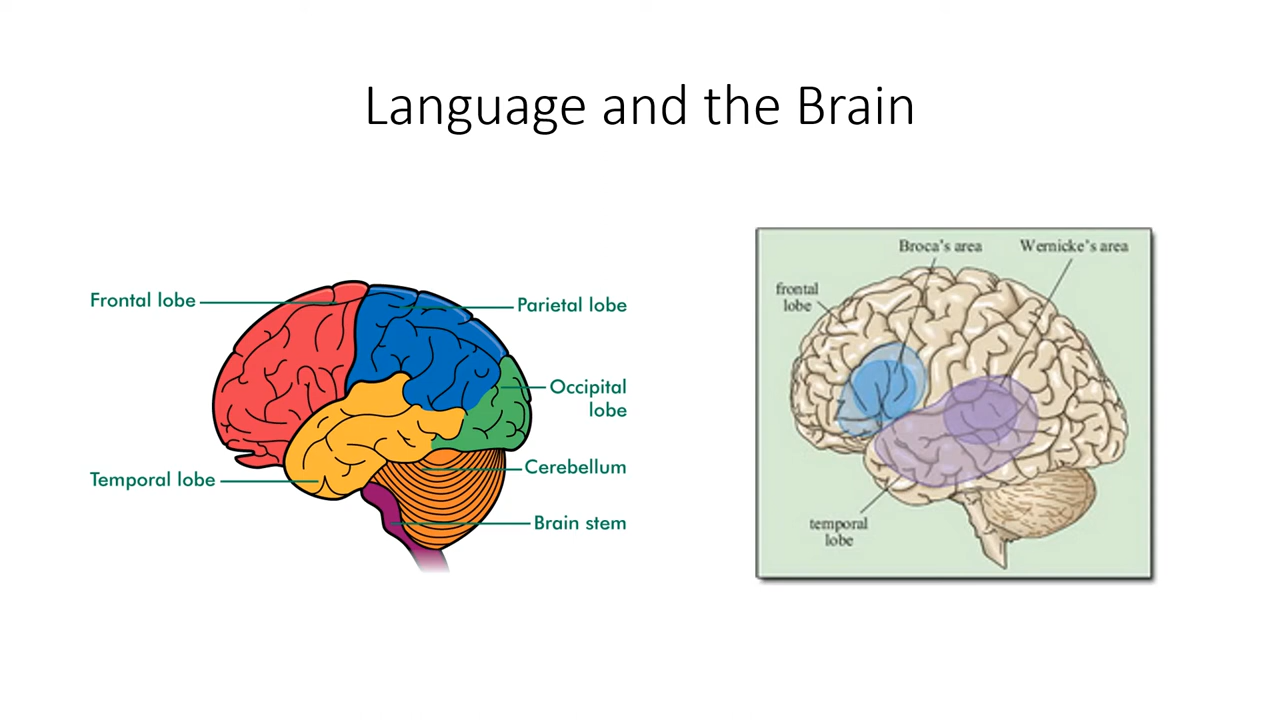 Language and the Brain
Frontal lobe
Parietal lobe
Occipital
lobe
Temporal lobe
Cerebellum
Brain stem
Broca's area
Wernicke's area
frontal
lobe
temporal
lobe